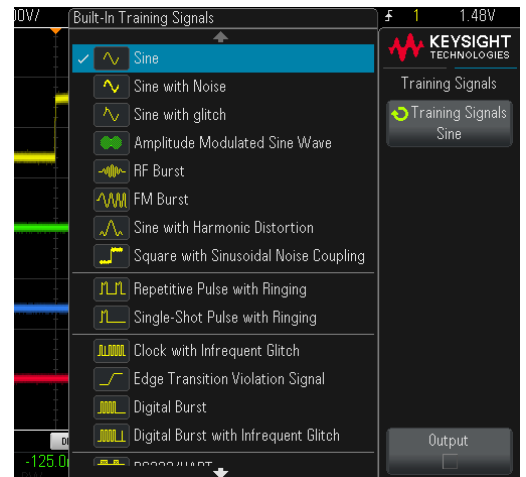 00V/
Built-In Training Signals
1
1.48V
KEYSIGHT
TECHNOLOGIES
Training Signals
Training Signals
Sine
Sine
Sine with Noise
Sine with glitch
Amplitude Modulated Sine Wave
RF Burst
FM Burst
Sine with Harmonic Distortion
Square with Sinusoidal Noise Coupling
Repetitive Pulse with Ringing
Single-Shot Pulse with Ringing
Clock with Infrequent Glitch
Edge Transition Violation Signal
Digital Burst
Digital Burst with Infrequent Glitch
Output